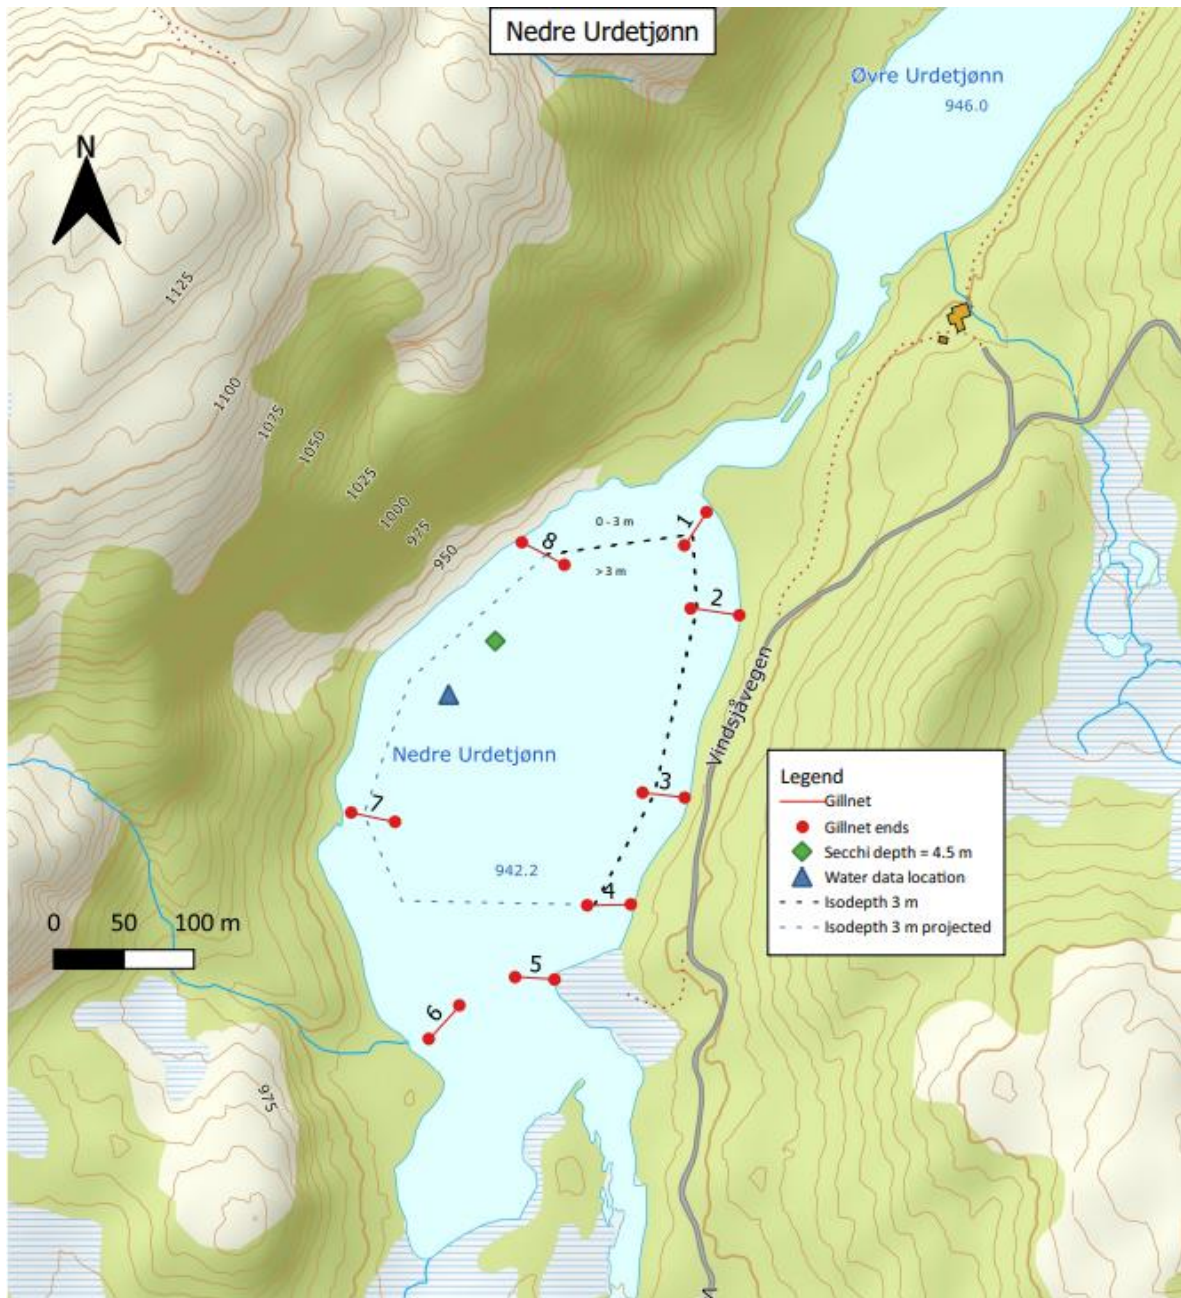 Nedre Urdetjønn
Øvre Urdetjønn
946.0
N
1125
1100
1075
1050
1025
1000
975
950
0 - 3 m
> 3 m
1
8
2
Vindsjåvegen
Nedre Urdetjønn
3
7
942.2
4
5
6
0 50 100 m
975
Legend
Gillnet
Gillnet ends
Secchi depth = 4.5 m
Water data location
Isodepth 3 m
Isodepth 3 m projected